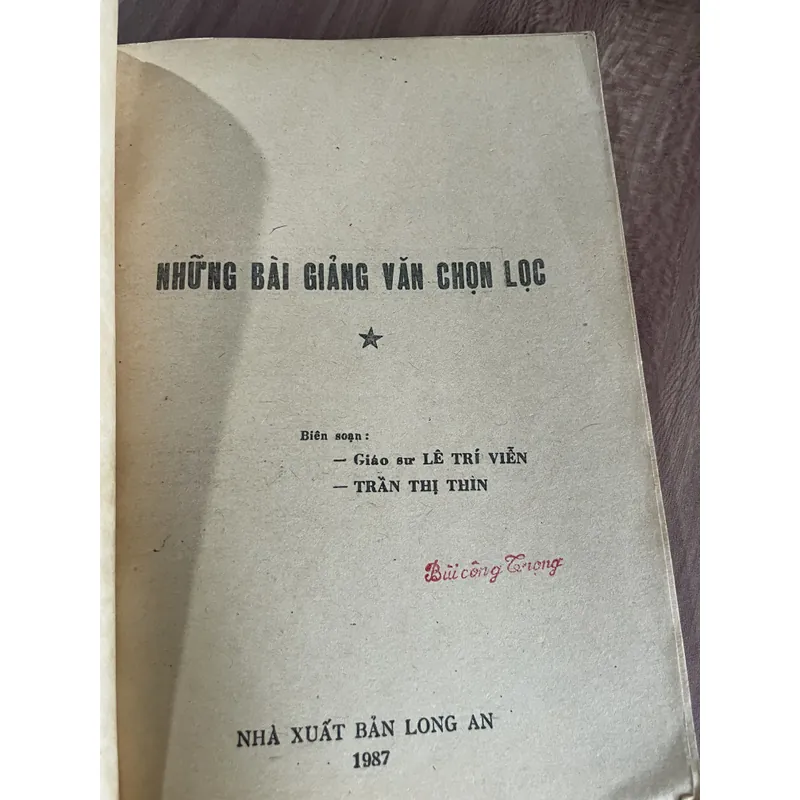 NHỮNG BÀI GIẢNG VĂN CHỌN LỌC
Biên soạn :
— Giáo sư LÊ TRÍ VIỄN
— TRẦN THỊ THÌN
Bùi công Trọng
NHÀ XUẤT BẢN LONG AN
1987